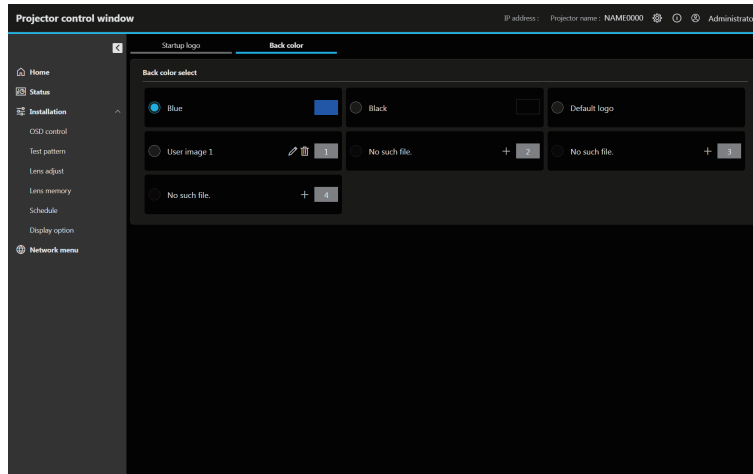 Projector control window
IP address : Projector name : NAME0000 Administrato
Startup logo Back color
Home
Status
Installation
OSD control
Test pattern
Lens adjust
Lens memory
Schedule
Display option
Network menu
Back color select
Blue Black Default logo
User image 1 1 No such file. 2 No such file. 3
No such file. 4